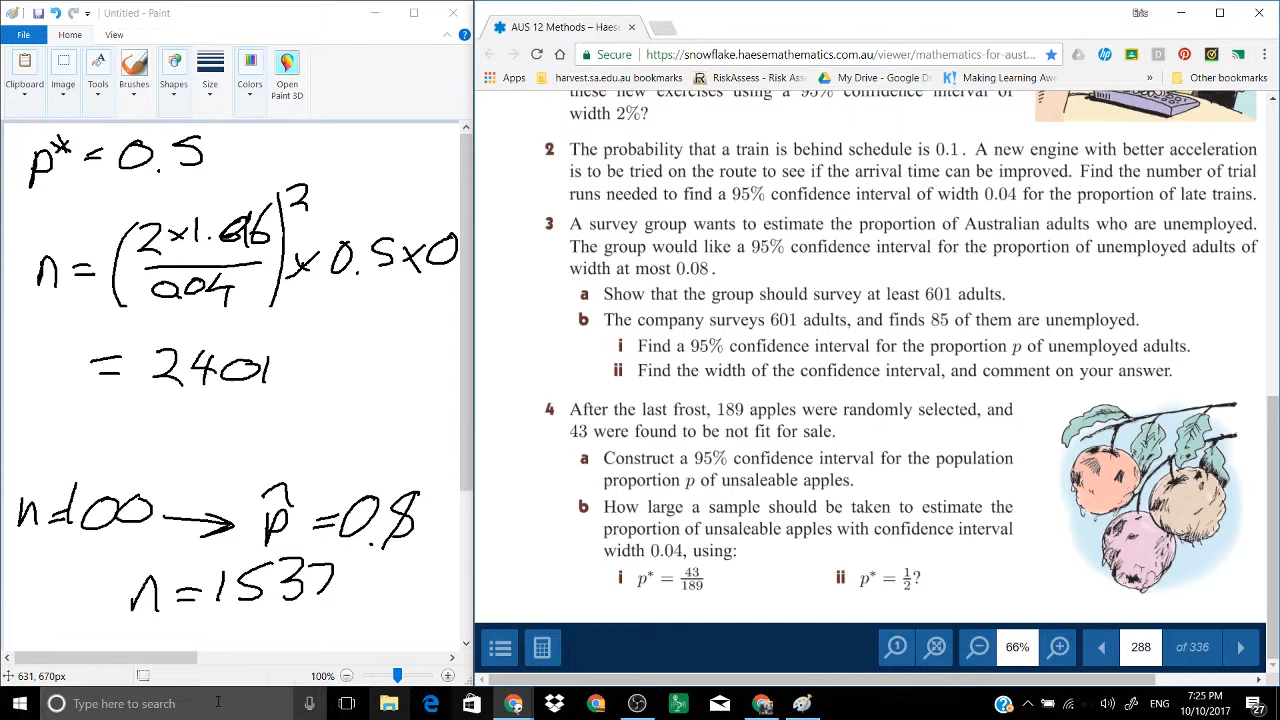 Untitled - Paint
File
Home
View
Clipboard
Image
Tools
Brushes
Shapes
Size
Colors
Open
Paint 3D
p* = 0.5
n = (2 × 1.96 / 0.04)² × 0.5 × 0
= 2401
n=100 → p̂ = 0.8
n = 1537
631, 670px
100%
AUS 12 Methods – Haese
Eric
Secure
https://snowflake.haesemathematics.com.au/viewer/mathematics-for-aust
Apps
harvest.sa.edu.au bookmarks
RiskAssess - Risk Ass
My Drive - Google
Making Learning Awe
Other bookmarks
these new exercises using a 95% confidence interval of
width 2%?
2 The probability that a train is behind schedule is 0.1. A new engine with better acceleration
is to be tried on the route to see if the arrival time can be improved. Find the number of trial
runs needed to find a 95% confidence interval of width 0.04 for the proportion of late trains.
3 A survey group wants to estimate the proportion of Australian adults who are unemployed.
The group would like a 95% confidence interval for the proportion of unemployed adults of
width at most 0.08.
a Show that the group should survey at least 601 adults.
b The company surveys 601 adults, and finds 85 of them are unemployed.
i Find a 95% confidence interval for the proportion p of unemployed adults.
ii Find the width of the confidence interval, and comment on your answer.
4 After the last frost, 189 apples were randomly selected, and
43 were found to be not fit for sale.
a Construct a 95% confidence interval for the population
proportion p of unsaleable apples.
b How large a sample should be taken to estimate the
proportion of unsaleable apples with confidence interval
width 0.04, using:
i p* = 43/189 ii p* = 1/2?
66%
288
of 336
Type here to search
7:25 PM
10/10/2017